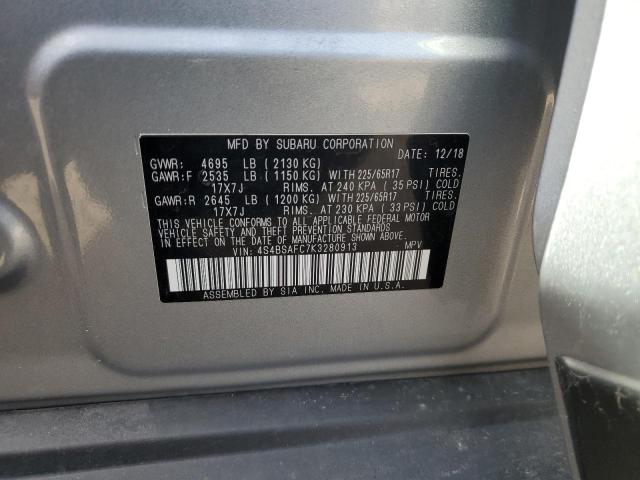 MFD BY SUBARU CORPORATION
GVWR: 4695 LB (2130 KG) DATE: 12/18
GAWR:F 2535 LB (1150 KG) WITH 225/65R17 TIRES.
17X7J RIMS. AT 240 KPA (35 PSI) COLD
GAWR:R 2645 LB (1200 KG) WITH 225/65R17 TIRES.
17X7J RIMS. AT 230 KPA (33 PSI) COLD
THIS VEHICLE CONFORMS TO ALL APPLICABLE FEDERAL MOTOR
VEHICLE SAFETY AND THEFT PREVENTION STANDARDS IN EFFECT
ON THE DATE OF MANUFACTURE SHOWN ABOVE.
VIN: 4S4BSAFC7K3280913 MPV
ASSEMBLED BY SIA INC. MADE IN U.S.A.